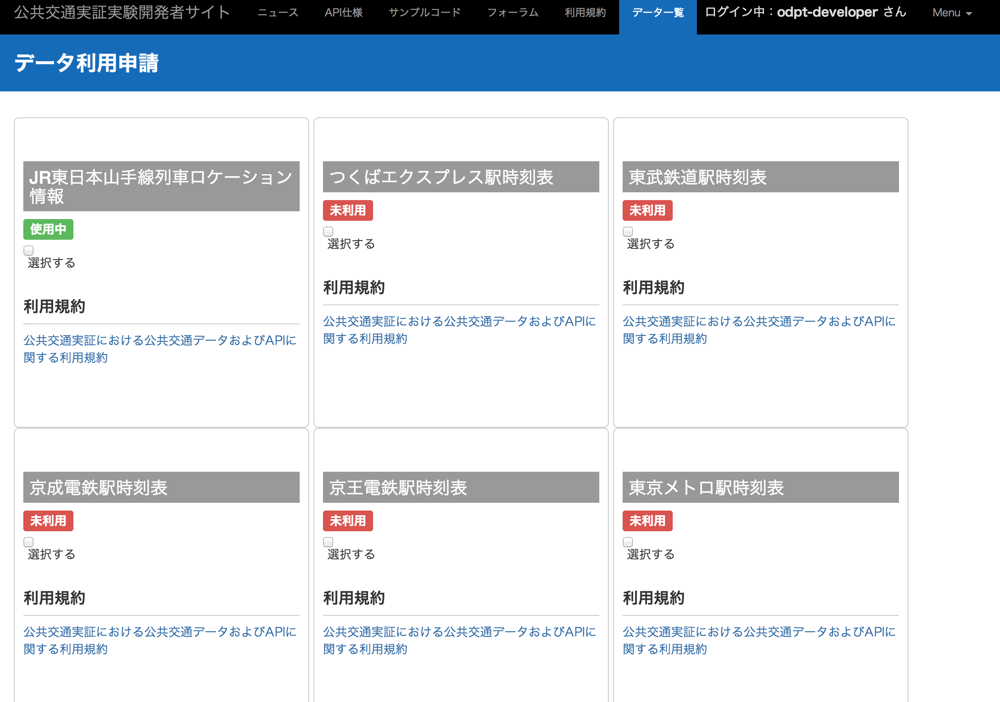 公共交通実証実験開発者サイト ニュース API仕様 サンプルコード フォーラム 利用規約 データ一覧 ログイン中：odpt-developer さん Menu
データ利用申請
JR東日本山手線列車ロケーション
情報
使用中
選択する
利用規約
公共交通実証における公共交通データおよびAPIに
関する利用規約
つくばエクスプレス駅時刻表
未利用
選択する
利用規約
公共交通実証における公共交通データおよびAPIに
関する利用規約
東武鉄道駅時刻表
未利用
選択する
利用規約
公共交通実証における公共交通データおよびAPIに
関する利用規約
京成電鉄駅時刻表
未利用
選択する
利用規約
公共交通実証における公共交通データおよびAPIに
関する利用規約
京王電鉄駅時刻表
未利用
選択する
利用規約
公共交通実証における公共交通データおよびAPIに
関する利用規約
東京メトロ駅時刻表
未利用
選択する
利用規約
公共交通実証における公共交通データおよびAPIに
関する利用規約